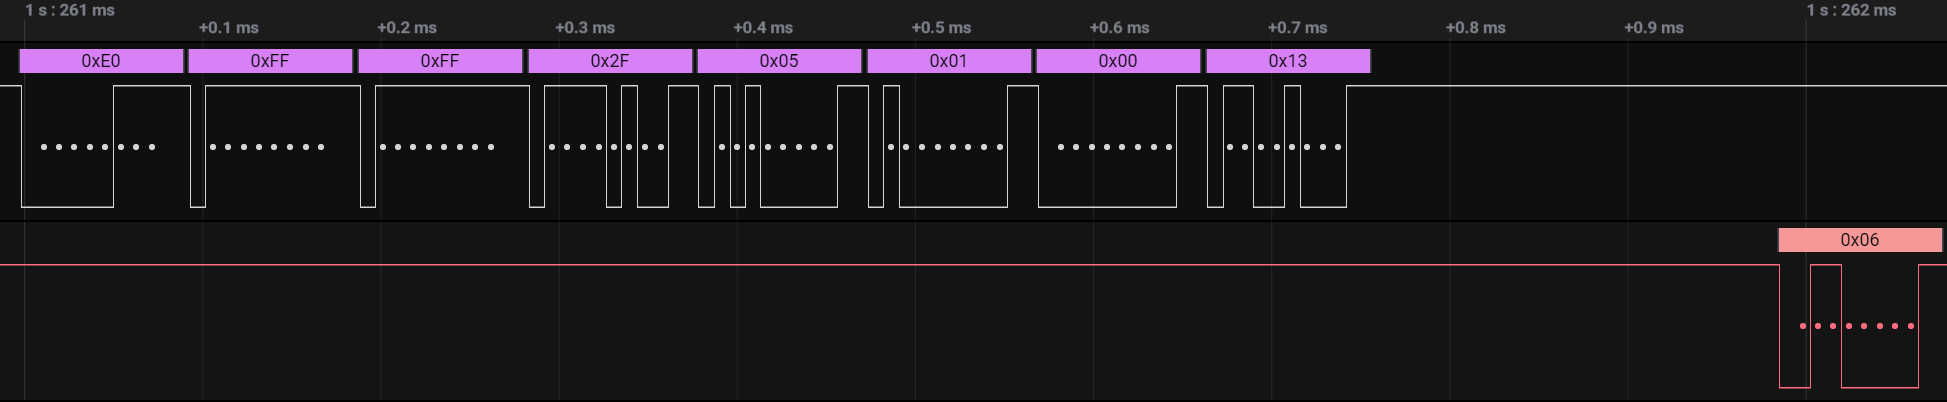 1 s : 261 ms 1 s : 262 ms
+0.1 ms +0.2 ms +0.3 ms +0.4 ms +0.5 ms +0.6 ms +0.7 ms +0.8 ms +0.9 ms
0xE0 0xFF 0xFF 0x2F 0x05 0x01 0x00 0x13
0x06